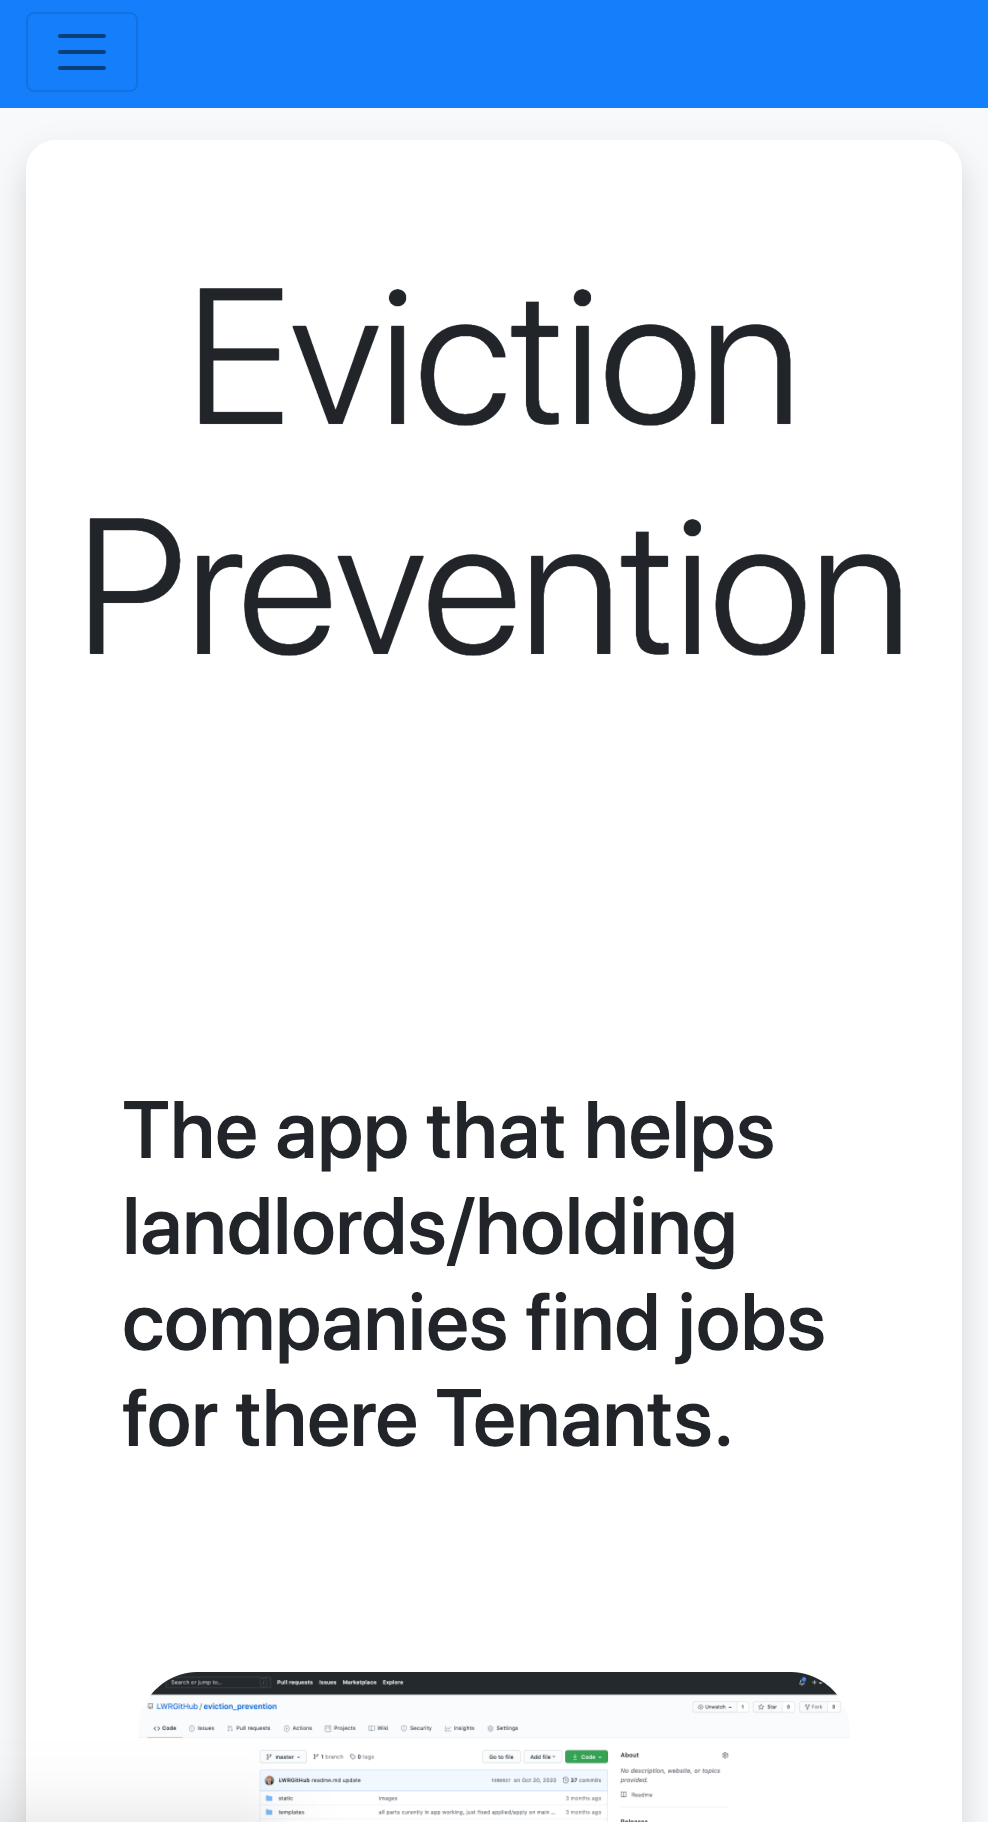 Eviction
Prevention
The app that helps
landlords/holding
companies find jobs
for there Tenants.
Search or jump to... /
Pull requests Issues Marketplace Explore
LWRGitHub / eviction_prevention
Unwatch 1 Star 0 Fork 0
Code Issues Pull requests Actions Projects Wiki Security Insights Settings
master 1 branch 0 tags Go to file Add file Code
About
LWRGitHub readme.md update on Oct 20, 2020 37 commits
No description, website, or topics
provided.
static images 3 months ago
Readme
templates all parts curently in app working, just fixed applied/apply on main ... 3 months ago